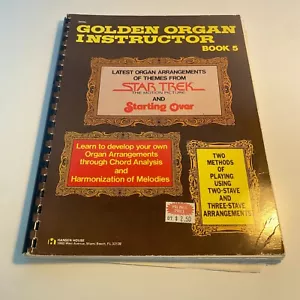 GOLDEN ORGAN
INSTRUCTOR
BOOK 5
LATEST ORGAN ARRANGEMENTS
OF THEMES FROM
STAR TREK
THE MOTION PICTURE
AND
Starting Over
Learn to develop your own
Organ Arrangements
through Chord Analysis
and
Harmonization of Melodies
TWO
METHODS
OF
PLAYING
USING
TWO-STAVE
AND
THREE-STAVE
ARRANGEMENTS
HANSEN HOUSE